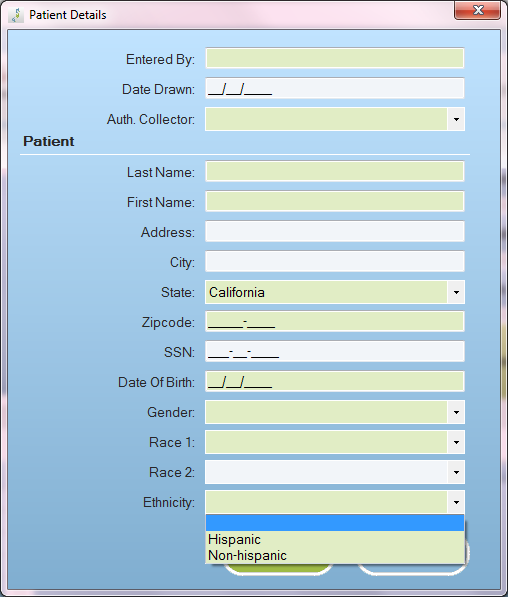 Patient Details
Entered By:
Date Drawn: __/__/____
Auth. Collector:
Patient
Last Name:
First Name:
Address:
City:
State: California
Zipcode: _____-____
SSN: ___-__-____
Date Of Birth: __/__/____
Gender:
Race 1:
Race 2:
Ethnicity:
Hispanic
Non-hispanic